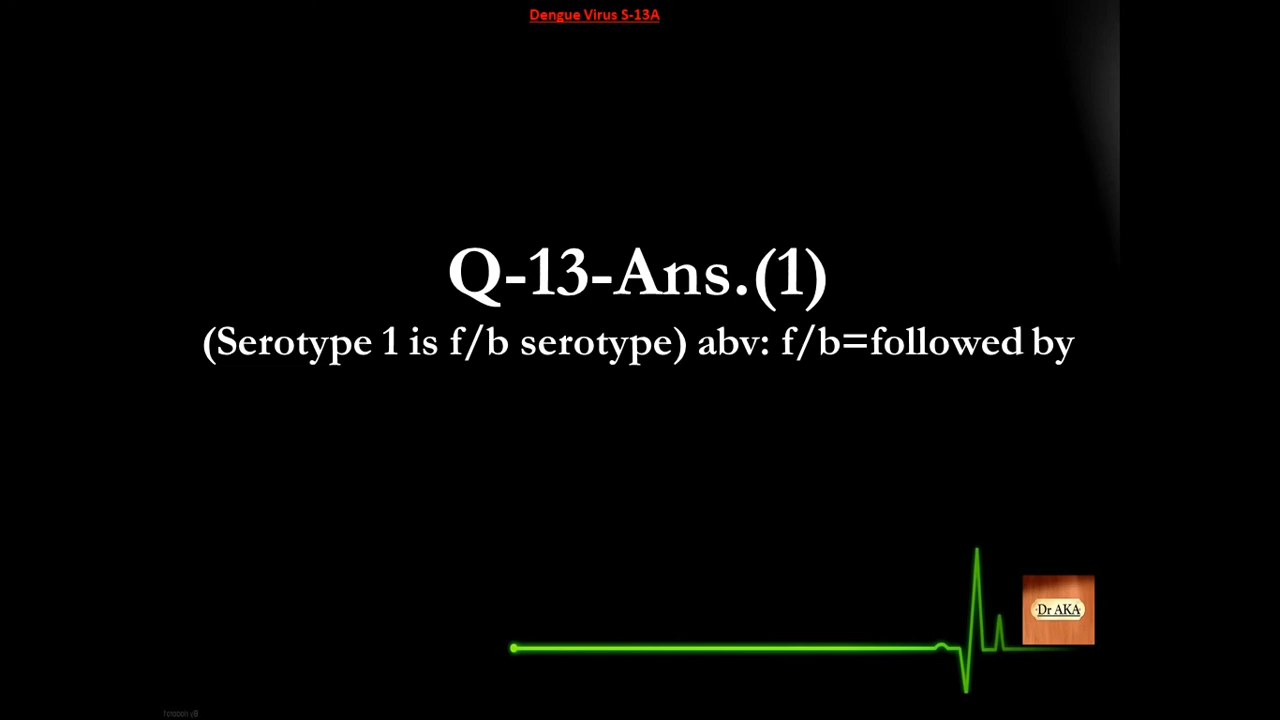 Dengue Virus S-13A
Q-13-Ans.(1)
(Serotype 1 is f/b serotype) abv: f/b=followed by
Dr AKA